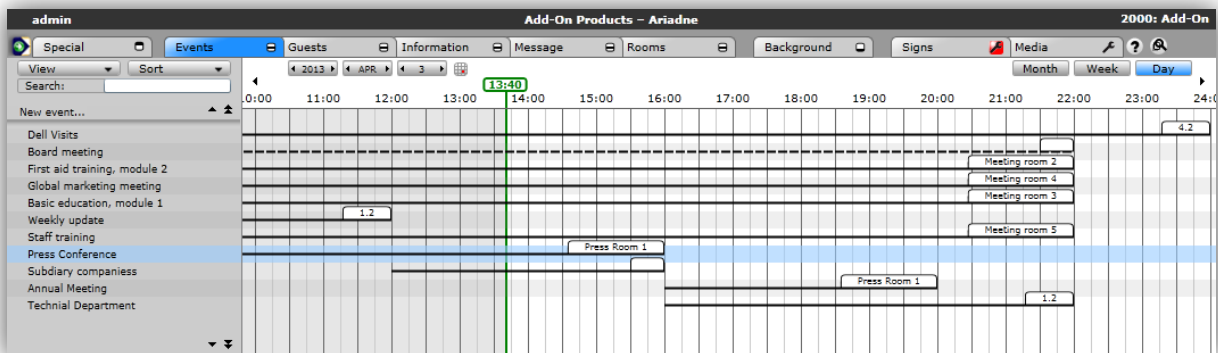 admin Add-On Products – Ariadne 2000: Add-On
Special Events Guests Information Message Rooms Background Signs Media ?
View Sort 2013 APR 3 Month Week Day
Search:
13:40
10:00 11:00 12:00 13:00 14:00 15:00 16:00 17:00 18:00 19:00 20:00 21:00 22:00 23:00 24:0
New event...
Dell Visits 4.2
Board meeting
First aid training, module 2 Meeting room 2
Global marketing meeting Meeting room 4
Basic education, module 1 Meeting room 3
Weekly update 1.2
Staff training Meeting room 5
Press Conference Press Room 1
Subdiary companiess
Annual Meeting Press Room 1
Technial Department 1.2